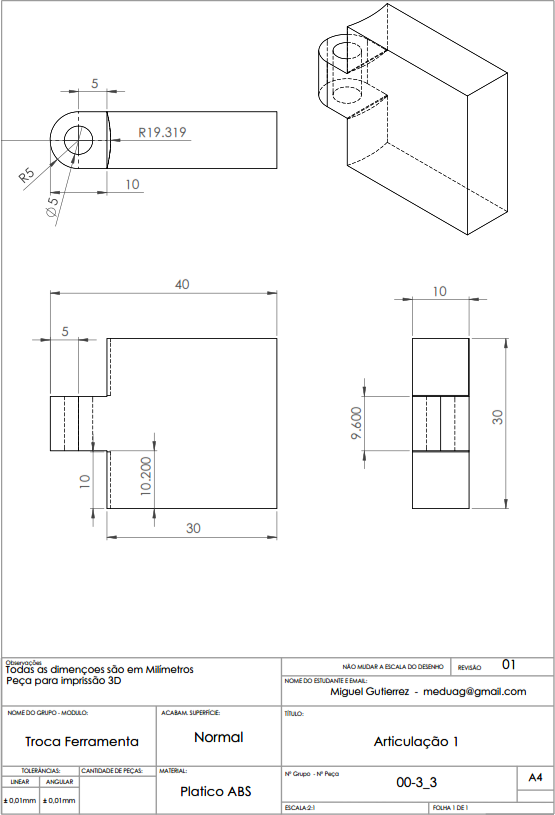 5
R19.319
R5
10
∅5
40
10
5
9.600
30
10
10.200
30
Observações
Todas as dimençoes são em Milímetros
Peça para imprissão 3D
NÃO MUDAR A ESCALA DO DESENHO
REVISÃO
01
NOME DO ESTUDANTE E EMAIL:
Miguel Gutierrez - meduag@gmail.com
NOME DO GRUPO - MODULO:
Troca Ferramenta
ACABAM. SUPERFÍCIE:
Normal
TÍTULO:
Articulação 1
TOLERÂNCIAS:
LINEAR
ANGULAR
± 0,01mm
± 0,01mm
CANTIDADE DE PEÇAS:
MATERIAL:
Platico ABS
Nº Grupo - Nº Peça
00-3_3
A4
ESCALA:2:1
FOLHA 1 DE 1